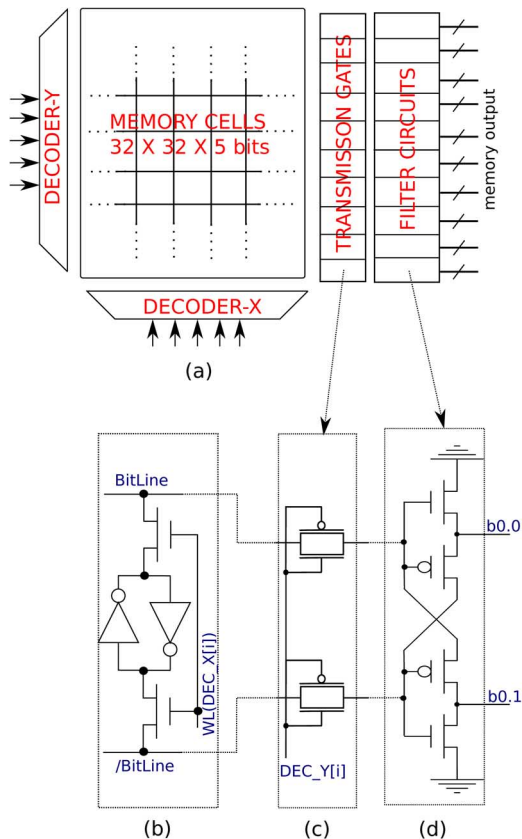 DECODER-Y
MEMORY CELLS
32 X 32 X 5 bits
TRANSMISSON GATES
FILTER CIRCUITS
memory output
DECODER-X
(a)
BitLine
WL(DEC_X[i])
/BitLine
DEC_Y[i]
b0.0
b0.1
(b)
(c)
(d)